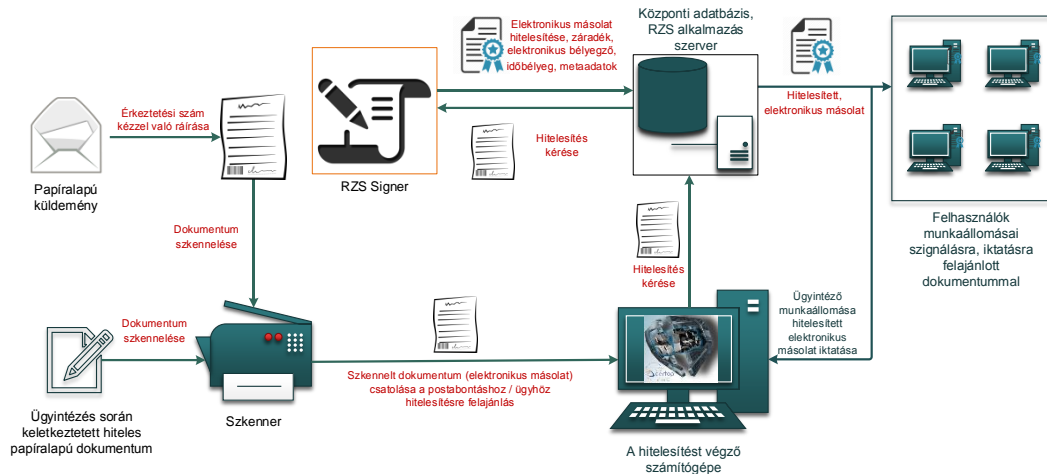 Elektronikus másolat
hitelesítése, záradék,
elektronikus bélyegző,
időbélyeg, metaadatok
Központi adatbázis,
RZS alkalmazás
szerver
Érkeztetési szám
kézzel való ráírása
Hitelesítés
kérése
Hitelesített,
elektronikus másolat
Papíralapú
küldemény
RZS Signer
Dokumentum
szkennelése
Hitelesítés
kérése
Felhasználók
munkaállomásai
szignálásra, iktatásra
felajánlott
dokumentummal
Dokumentum
szkennelése
Ügyintéző
munkaállomása
hitelesített
elektronikus
másolat iktatása
Szkennelt dokumentum (elektronikus másolat)
csatolása a postabontáshoz / ügyhöz
hitelesítésre felajánlás
Ügyintézés során
keletkeztetett hiteles
papíralapú dokumentum
Szkenner
A hitelesítést végző
számítógépe